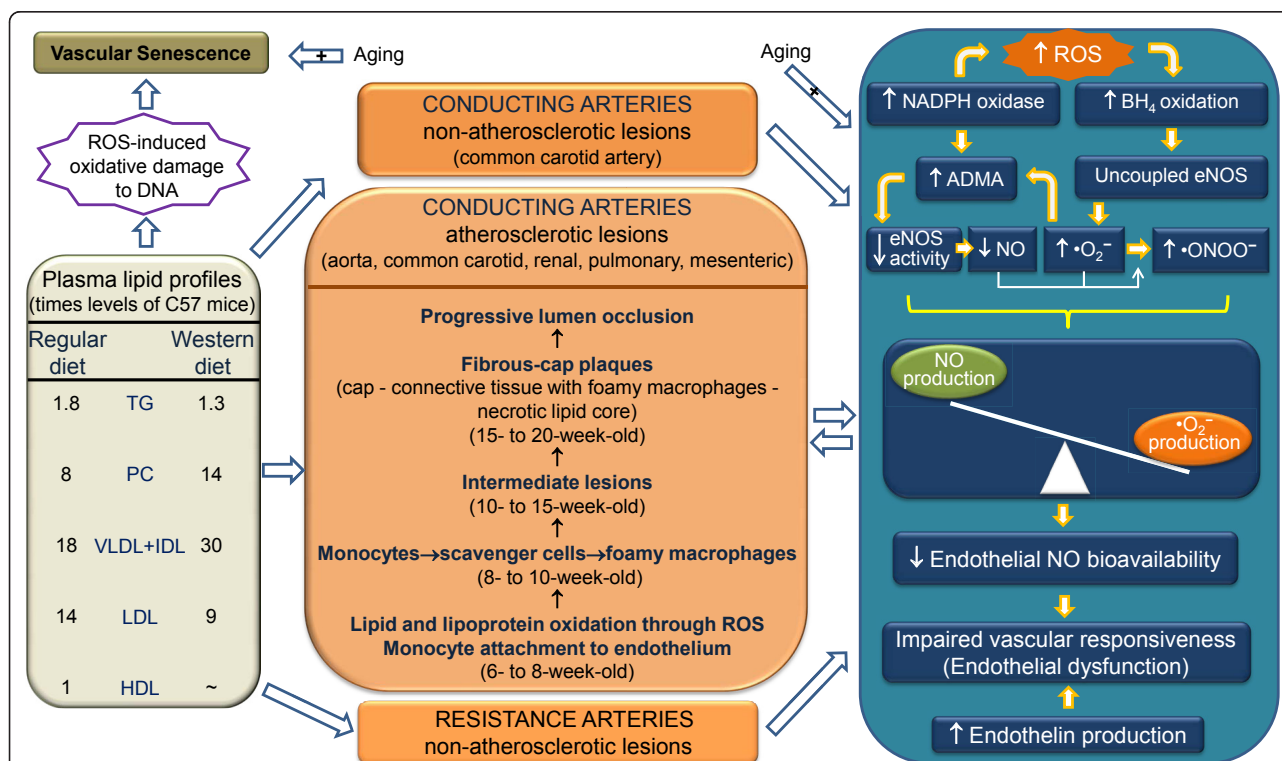 Vascular Senescence
+
Aging
ROS-induced
oxidative damage
to DNA
Plasma lipid profiles
(times levels of C57 mice)
Regular diet
Western diet
1.8 TG 1.3
8 PC 14
18 VLDL+IDL 30
14 LDL 9
1 HDL ~
CONDUCTING ARTERIES
non-atherosclerotic lesions
(common carotid artery)
CONDUCTING ARTERIES
atherosclerotic lesions
(aorta, common carotid, renal, pulmonary, mesenteric)
Progressive lumen occlusion
↑
Fibrous-cap plaques
(cap - connective tissue with foamy macrophages -
necrotic lipid core)
(15- to 20-week-old)
↑
Intermediate lesions
(10- to 15-week-old)
↑
Monocytes→scavenger cells→foamy macrophages
(8- to 10-week-old)
↑
Lipid and lipoprotein oxidation through ROS
Monocyte attachment to endothelium
(6- to 8-week-old)
RESISTANCE ARTERIES
non-atherosclerotic lesions
Aging
+
↑ ROS
↑ NADPH oxidase
↑ BH₄ oxidation
↑ ADMA
Uncoupled eNOS
↓ eNOS
↓ activity
↓ NO
↑ •O₂⁻
↑ •ONOO⁻
NO
production
•O₂⁻
production
↓ Endothelial NO bioavailability
Impaired vascular responsiveness
(Endothelial dysfunction)
↑ Endothelin production